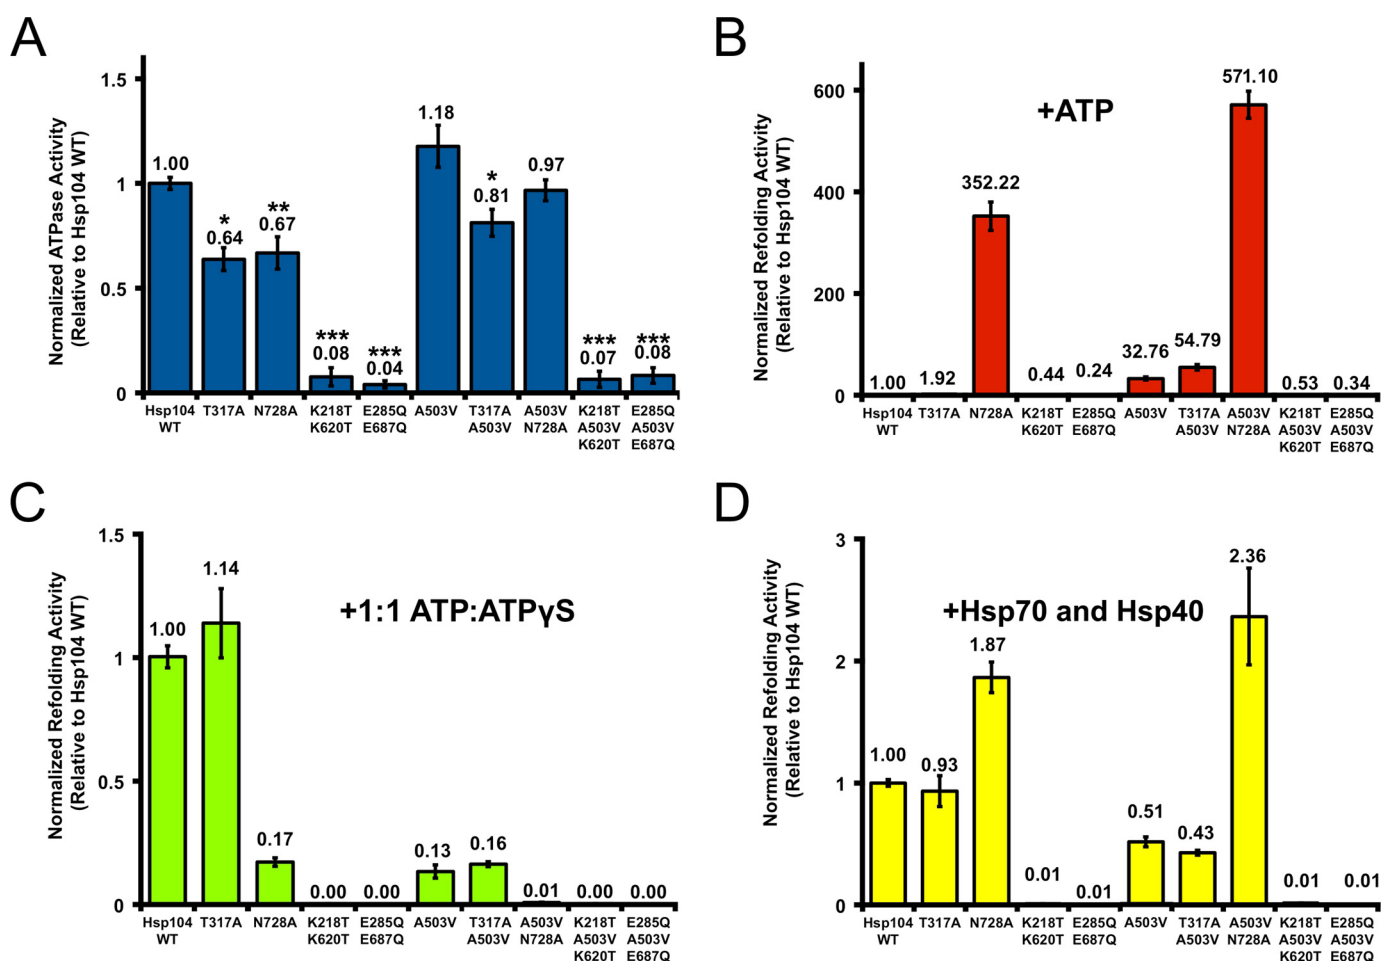 A
Normalized ATPase Activity
(Relative to Hsp104 WT)
1.5
1
0.5
0
1.00
*
0.64
**
0.67
***
0.08
***
0.04
1.18
*
0.81
0.97
***
0.07
***
0.08
Hsp104
WT
T317A
N728A
K218T
K620T
E285Q
E687Q
A503V
T317A
A503V
A503V
N728A
K218T
A503V
K620T
E285Q
A503V
E687Q
B
+ATP
Normalized Refolding Activity
(Relative to Hsp104 WT)
600
400
200
0
1.00
1.92
352.22
0.44
0.24
32.76
54.79
571.10
0.53
0.34
Hsp104
WT
T317A
N728A
K218T
K620T
E285Q
E687Q
A503V
T317A
A503V
A503V
N728A
K218T
A503V
K620T
E285Q
A503V
E687Q
C
+1:1 ATP:ATPγS
Normalized Refolding Activity
(Relative to Hsp104 WT)
1.5
1
0.5
0
1.00
1.14
0.17
0.00
0.00
0.13
0.16
0.01
0.00
0.00
Hsp104
WT
T317A
N728A
K218T
K620T
E285Q
E687Q
A503V
T317A
A503V
A503V
N728A
K218T
A503V
K620T
E285Q
A503V
E687Q
D
+Hsp70 and Hsp40
Normalized Refolding Activity
(Relative to Hsp104 WT)
3
2
1
0
1.00
0.93
1.87
0.01
0.01
0.51
0.43
2.36
0.01
0.01
Hsp104
WT
T317A
N728A
K218T
K620T
E285Q
E687Q
A503V
T317A
A503V
A503V
N728A
K218T
A503V
K620T
E285Q
A503V
E687Q